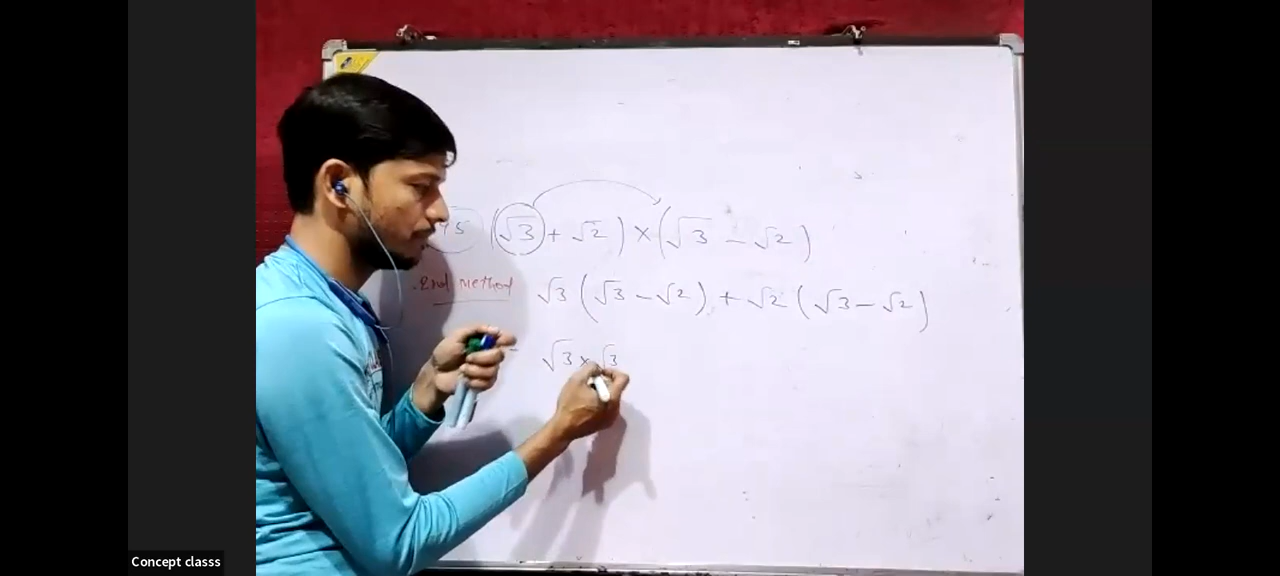 (√3 + √2) × (√3 - √2)
2nd method √3 (√3 - √2) + √2 (√3 - √2)
√3 × √3
Concept classs